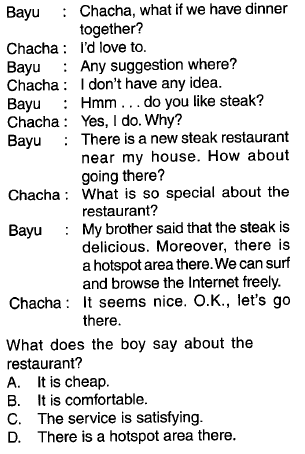 Bayu : Chacha, what if we have dinner
together?
Chacha : I'd love to.
Bayu : Any suggestion where?
Chacha : I don't have any idea.
Bayu : Hmm . . . do you like steak?
Chacha : Yes, I do. Why?
Bayu : There is a new steak restaurant
near my house. How about
going there?
Chacha : What is so special about the
restaurant?
Bayu : My brother said that the steak is
delicious. Moreover, there is
a hotspot area there. We can surf
and browse the Internet freely.
Chacha : It seems nice. O.K., let's go
there.
What does the boy say about the
restaurant?
A. It is cheap.
B. It is comfortable.
C. The service is satisfying.
D. There is a hotspot area there.